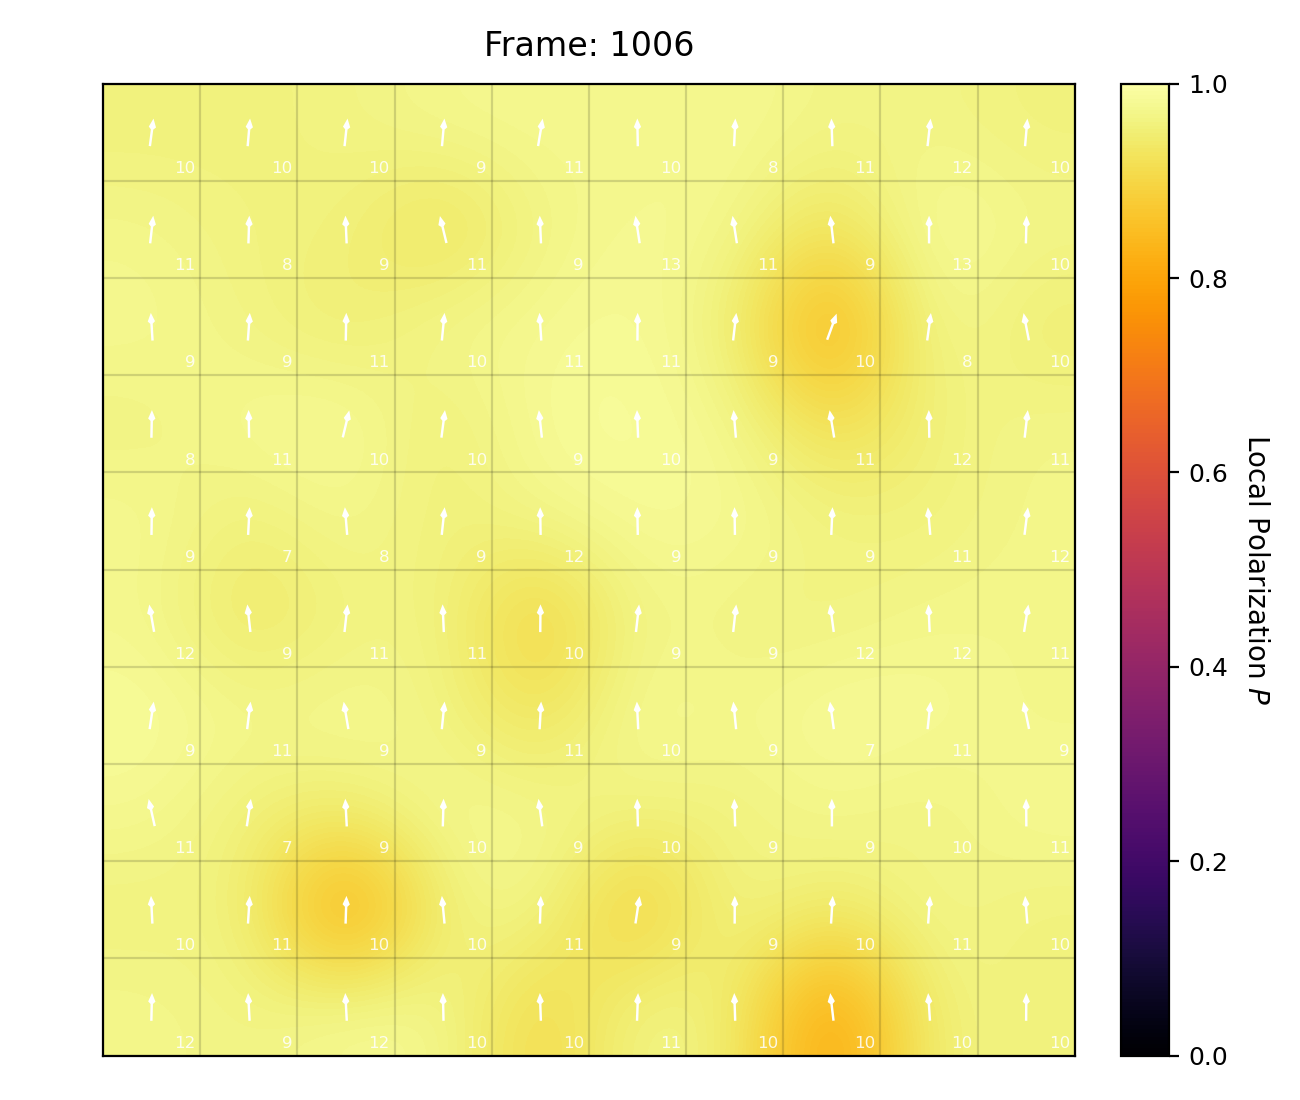 Frame: 1006
10 10 10 9 11 10 8 11 12 10
11 8 9 11 9 13 11 9 13 10
9 9 11 10 11 11 9 10 8 10
8 11 10 10 9 10 9 11 12 11
9 7 8 9 12 9 9 9 11 12
12 9 11 11 10 9 9 12 12 11
9 11 9 9 11 10 9 7 11 9
11 7 9 10 9 10 9 9 10 11
10 11 10 10 11 9 9 10 11 10
12 9 12 10 10 11 10 10 10 10
1.0
0.8
0.6
0.4
0.2
0.0
Local Polarization P